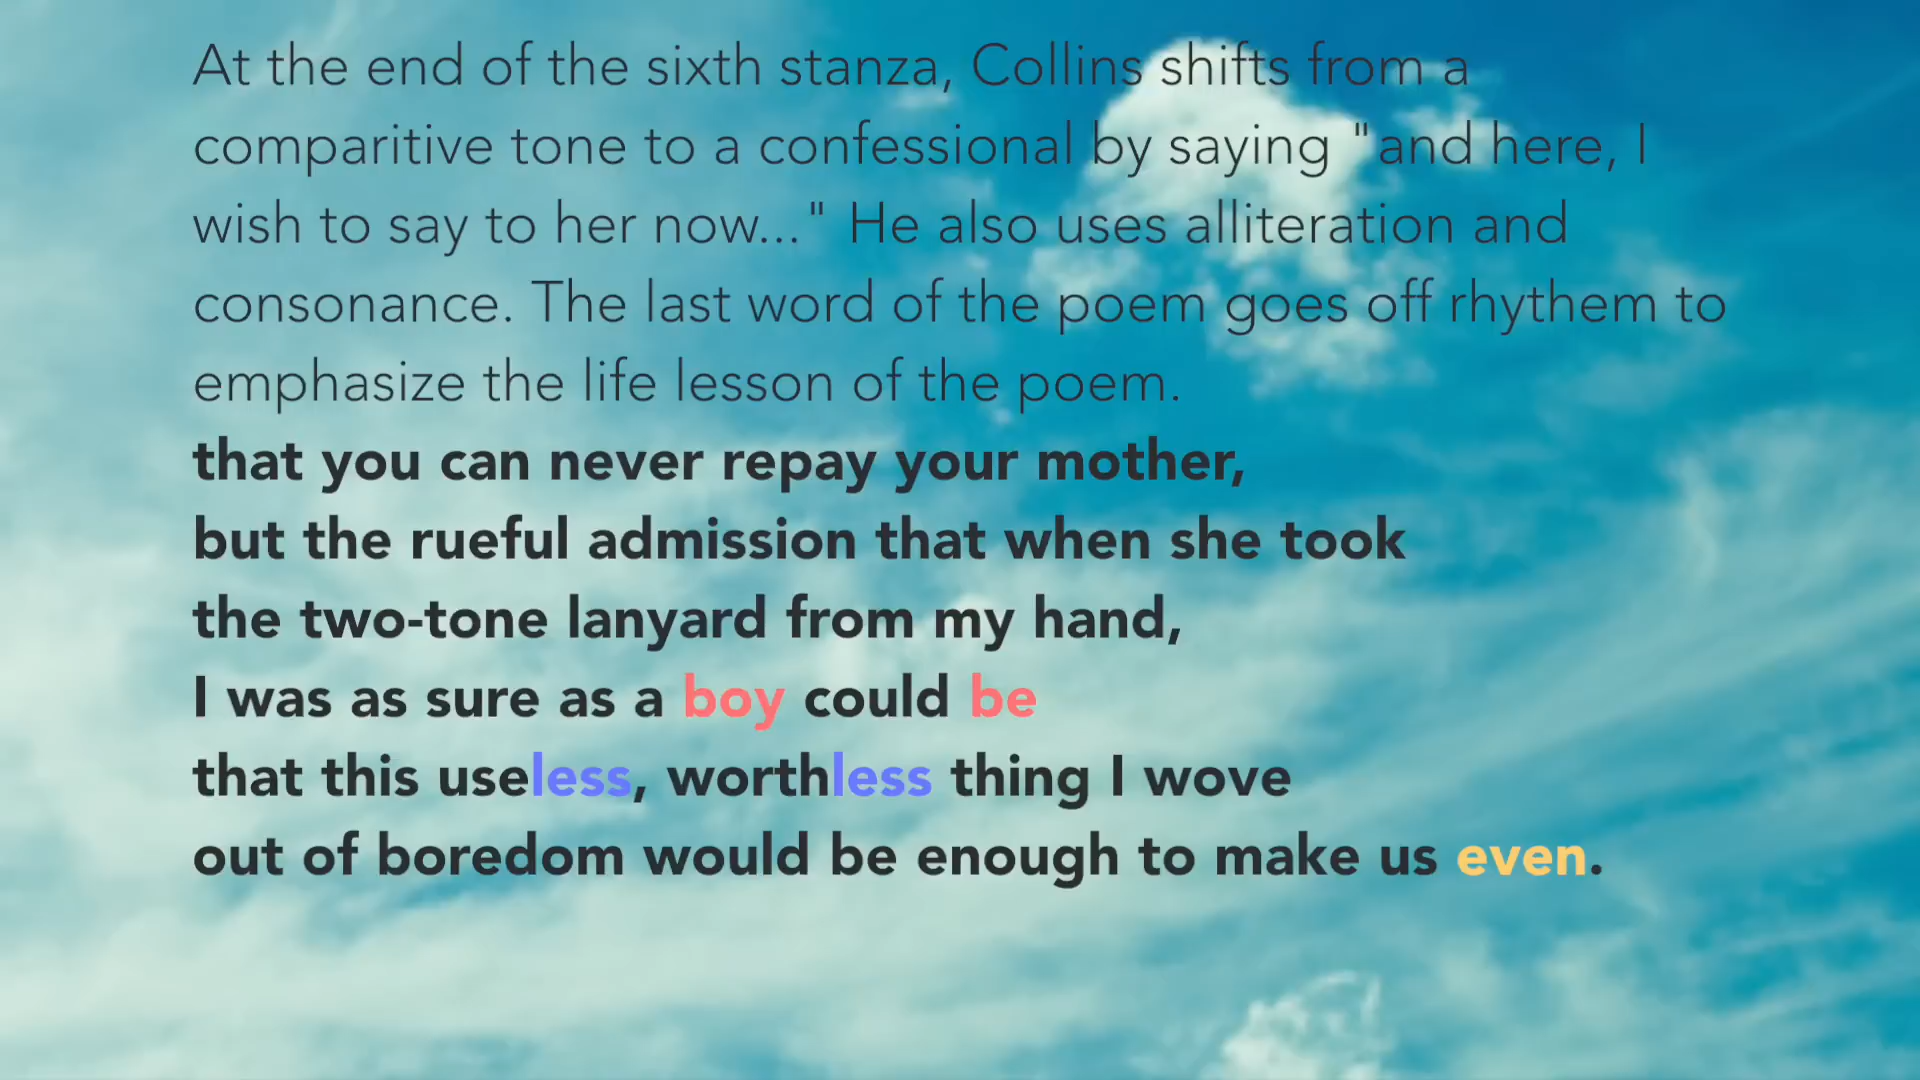 At the end of the sixth stanza, Collins shifts from a
comparitive tone to a confessional by saying "and here, I
wish to say to her now..." He also uses alliteration and
consonance. The last word of the poem goes off rhythem to
emphasize the life lesson of the poem.
that you can never repay your mother,
but the rueful admission that when she took
the two-tone lanyard from my hand,
I was as sure as a boy could be
that this useless, worthless thing I wove
out of boredom would be enough to make us even.